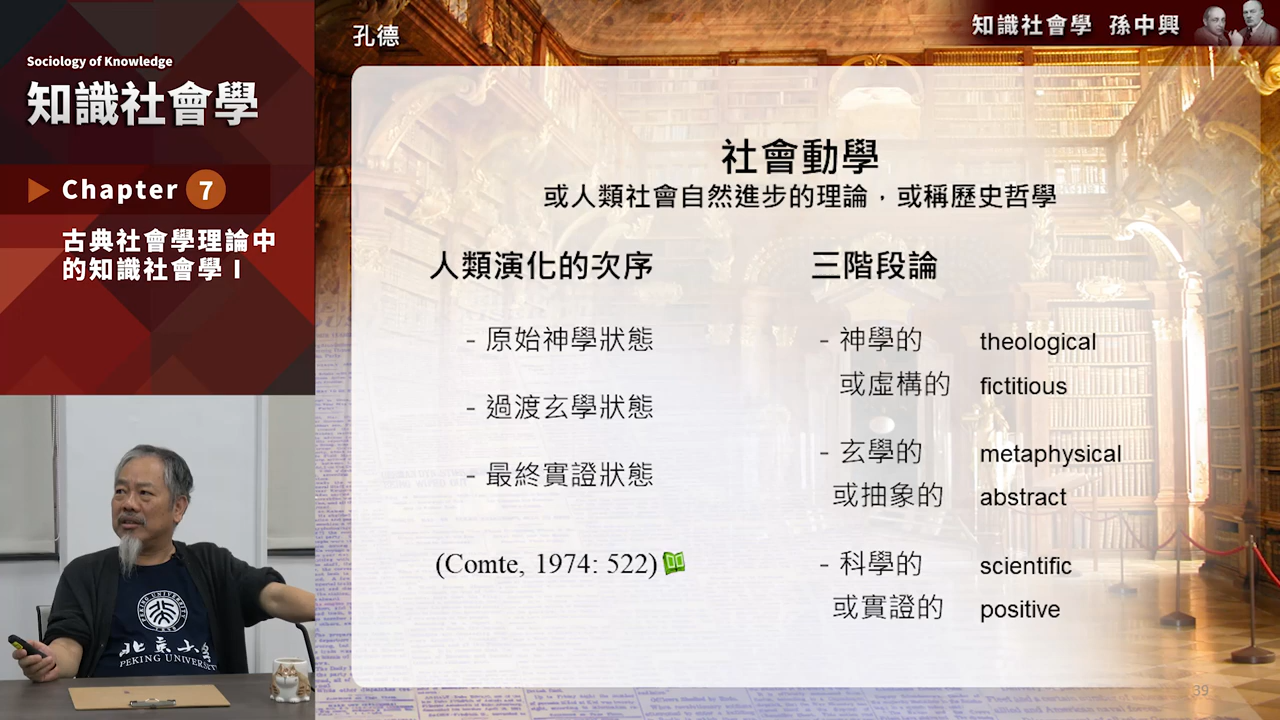 Sociology of Knowledge
知識社會學
Chapter 7
古典社會學理論中
的知識社會學 I
孔德
知識社會學 孫中興
社會動學
或人類社會自然進步的理論，或稱歷史哲學
人類演化的次序
- 原始神學狀態
- 過渡玄學狀態
- 最終實證狀態
(Comte, 1974: 522)
三階段論
- 神學的 theological
或虛構的 fictitious
- 玄學的 metaphysical
或抽象的 abstract
- 科學的 scientific
或實證的 positive
39
北京大学
PEKING UNIVERSITY